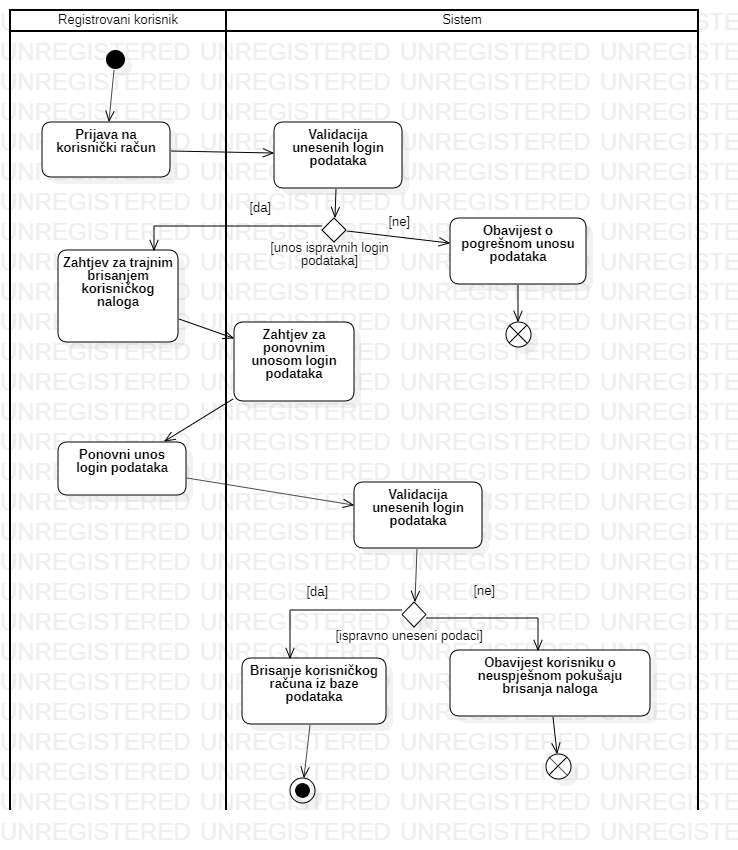 Registrovani korisnik
Sistem
Prijava na
korisnički račun
Validacija
unesenih login
podataka
[da]
[ne]
[unos ispravnih login
podataka]
Obavijest o
pogrešnom unosu
podataka
Zahtjev za trajnim
brisanjem
korisničkog
naloga
Zahtjev za
ponovnim
unosom login
podataka
Ponovni unos
login podataka
Validacija
unesenih login
podataka
[da]
[ne]
[ispravno uneseni podaci]
Brisanje korisničkog
računa iz baze
podataka
Obavijest korisniku o
neuspješnom pokušaju
brisanja naloga
UNREGISTERED